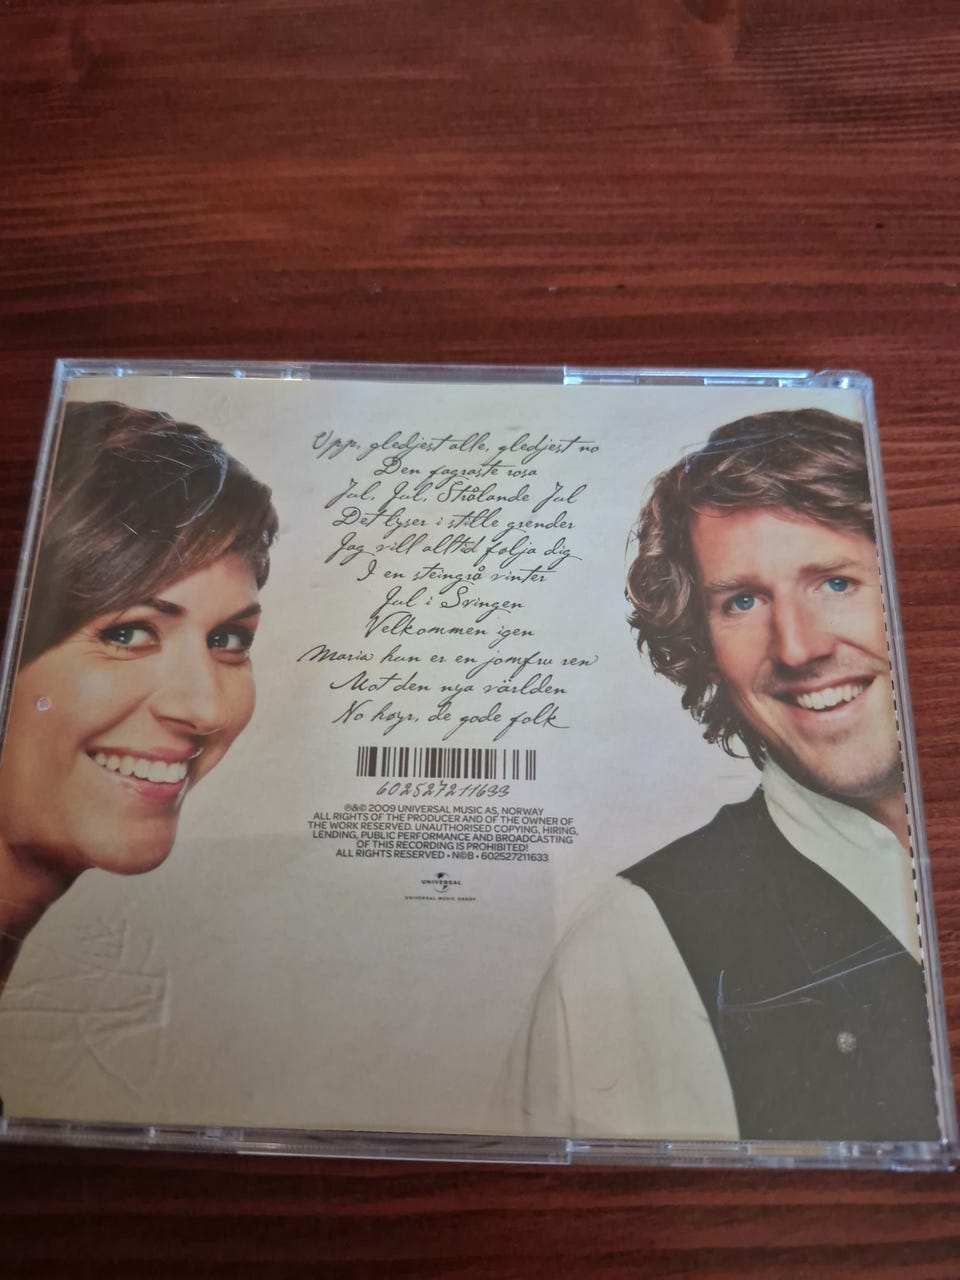 Upp, gledjest alle, gledjest no
Den fagraste rosa
Jul, Jul, Strålande Jul
Det lyser i stille grender
Jag vill alltid följa dig
I en steingrå vinter
Jul i Svingen
Velkommen igen
Maria hun er en jomfru ren
Mot den nya världen
No høyr, de gode folk
602527211633
℗&© 2009 UNIVERSAL MUSIC AS, NORWAY
ALL RIGHTS OF THE PRODUCER AND OF THE OWNER OF
THE WORK RESERVED. UNAUTHORISED COPYING, HIRING,
LENDING, PUBLIC PERFORMANCE AND BROADCASTING
OF THIS RECORDING IS PROHIBITED!
ALL RIGHTS RESERVED • N©B • 602527211633
UNIVERSAL
UNIVERSAL MUSIC GROUP